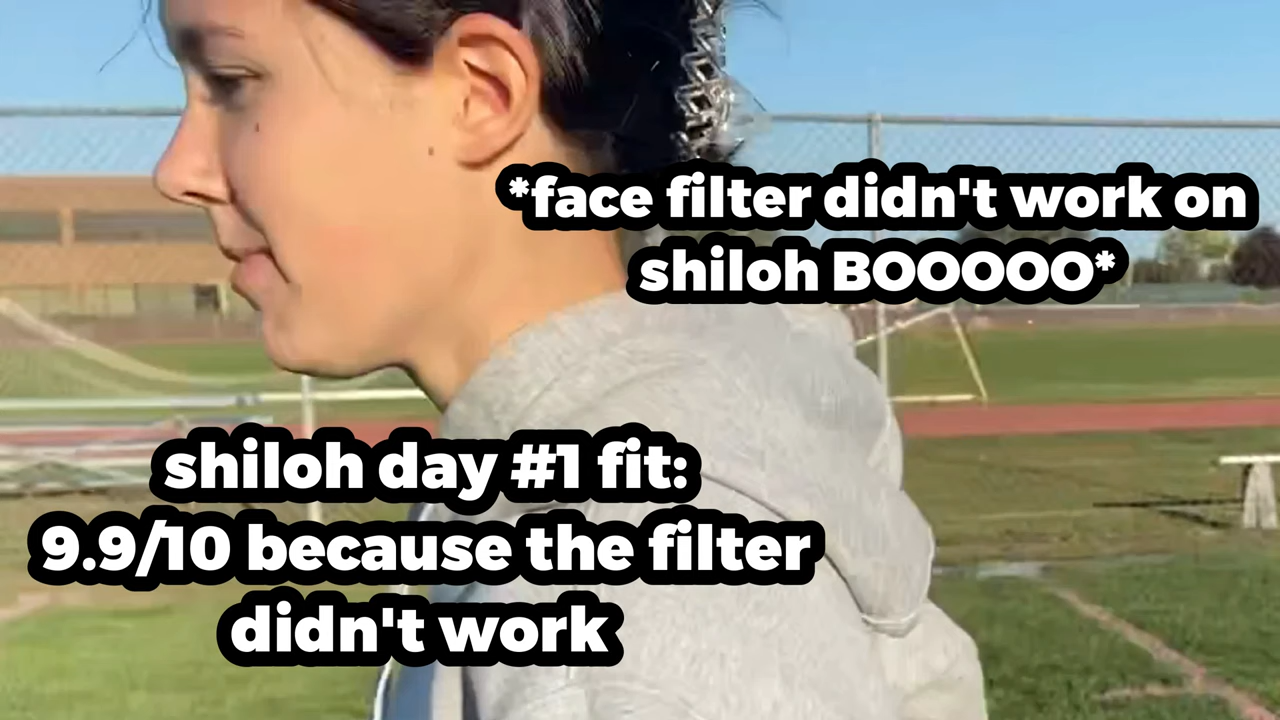 *face filter didn't work on
shiloh BOOOOO*
shiloh day #1 fit:
9.9/10 because the filter
didn't work